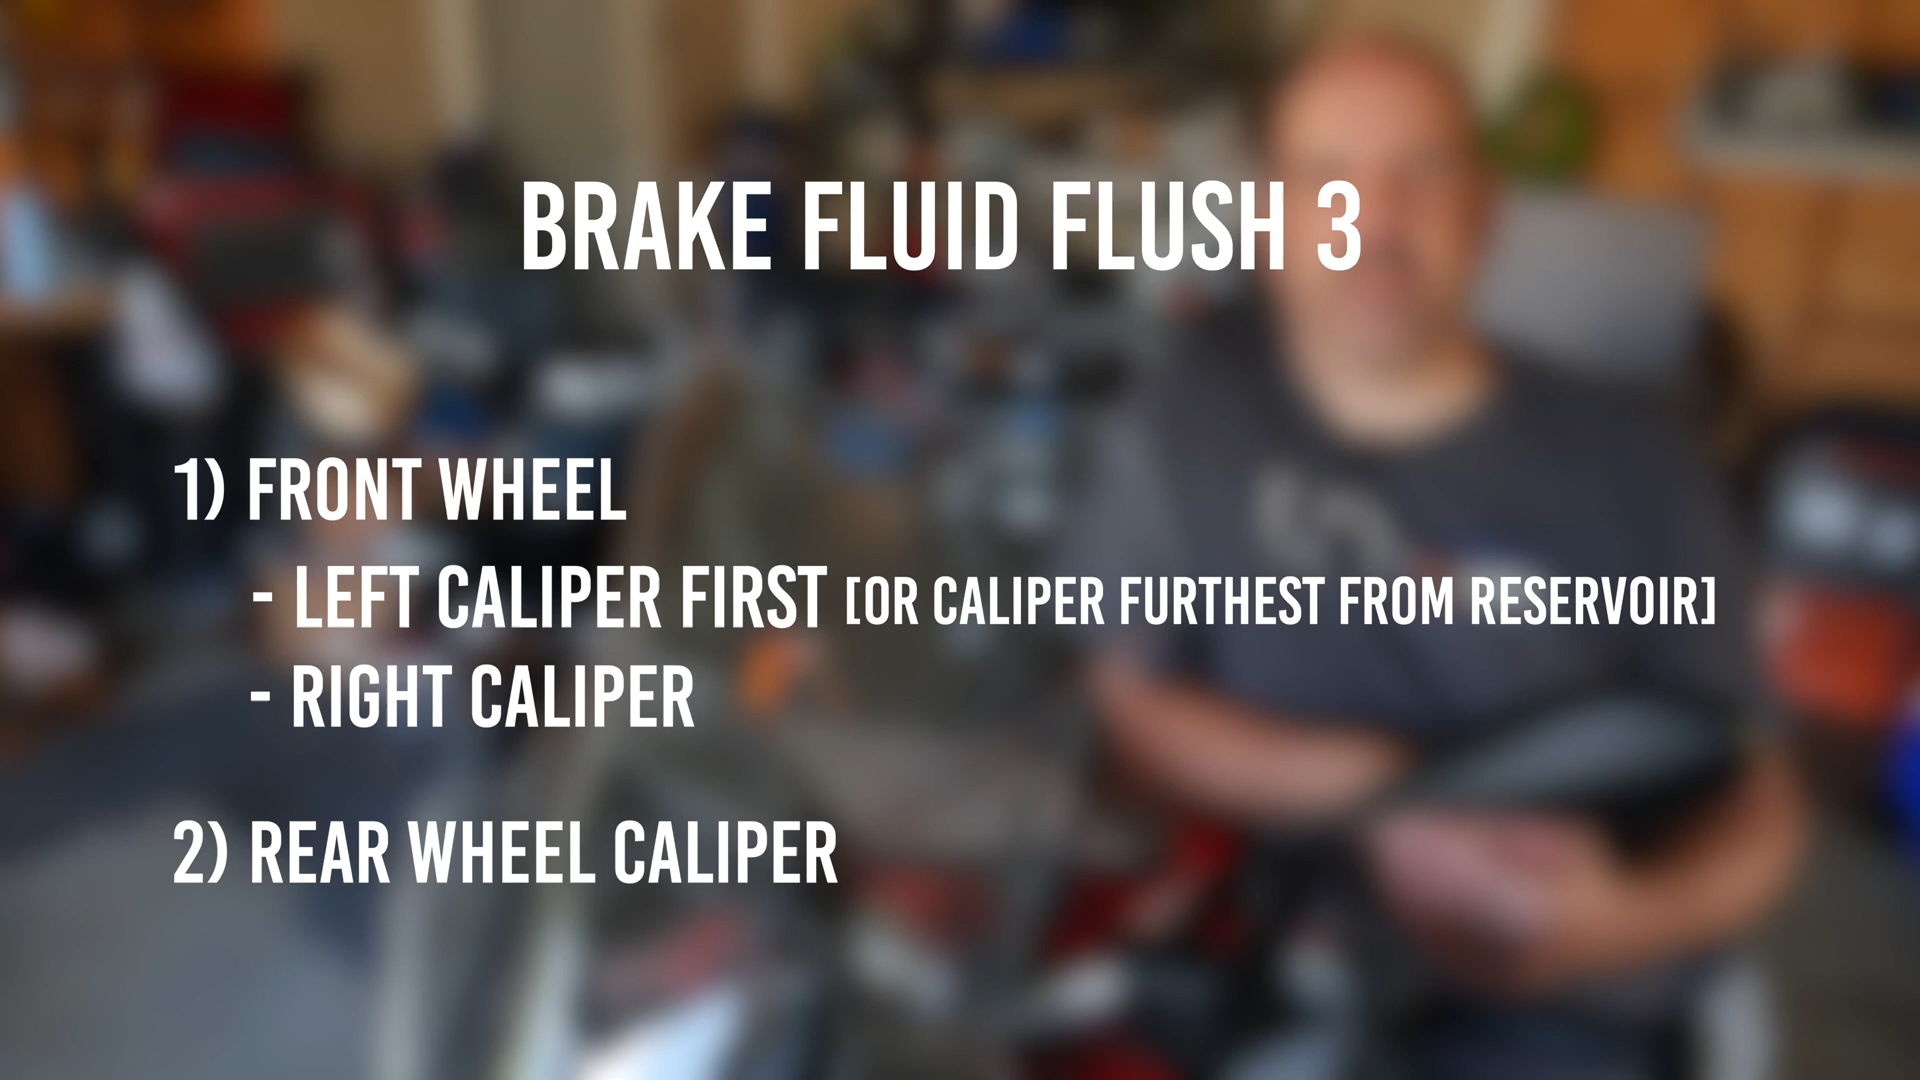 BRAKE FLUID FLUSH 3
1) FRONT WHEEL
- LEFT CALIPER FIRST [OR CALIPER FURTHEST FROM RESERVOIR]
- RIGHT CALIPER
2) REAR WHEEL CALIPER